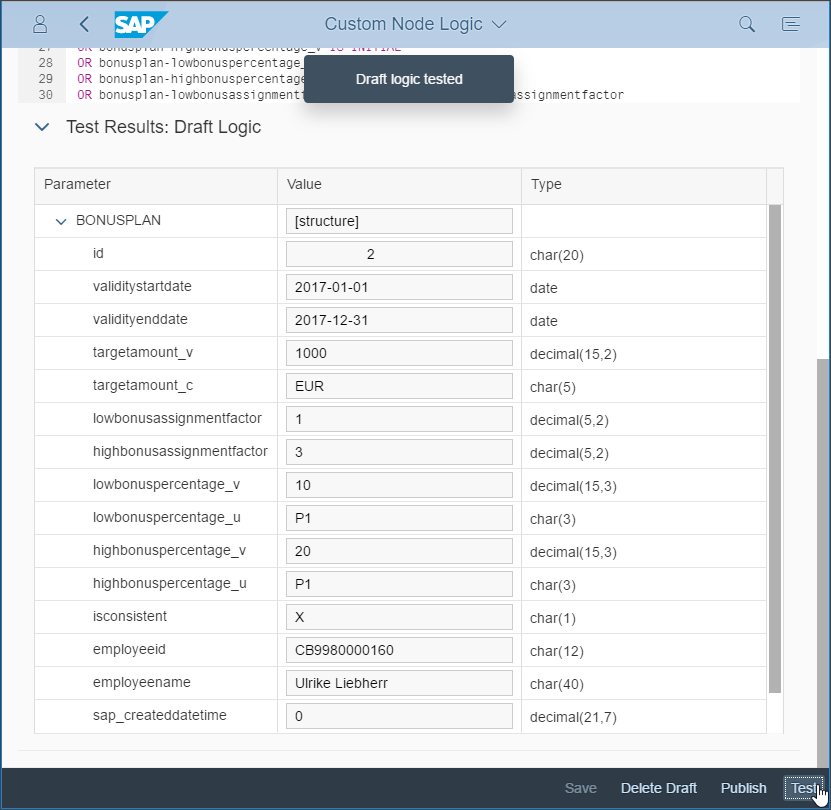 SAP Custom Node Logic
27 OR bonusplan-highbonuspercentage_v IS INITIAL
28 OR bonusplan-lowbonuspercentage_
29 OR bonusplan-highbonuspercentage
30 OR bonusplan-lowbonusassignmentf assignmentfactor
Draft logic tested
Test Results: Draft Logic
Parameter Value Type
BONUSPLAN [structure]
id 2 char(20)
validitystartdate 2017-01-01 date
validityenddate 2017-12-31 date
targetamount_v 1000 decimal(15,2)
targetamount_c EUR char(5)
lowbonusassignmentfactor 1 decimal(5,2)
highbonusassignmentfactor 3 decimal(5,2)
lowbonuspercentage_v 10 decimal(15,3)
lowbonuspercentage_u P1 char(3)
highbonuspercentage_v 20 decimal(15,3)
highbonuspercentage_u P1 char(3)
isconsistent X char(1)
employeeid CB9980000160 char(12)
employeename Ulrike Liebherr char(40)
sap_createddatetime 0 decimal(21,7)
Save Delete Draft Publish Test